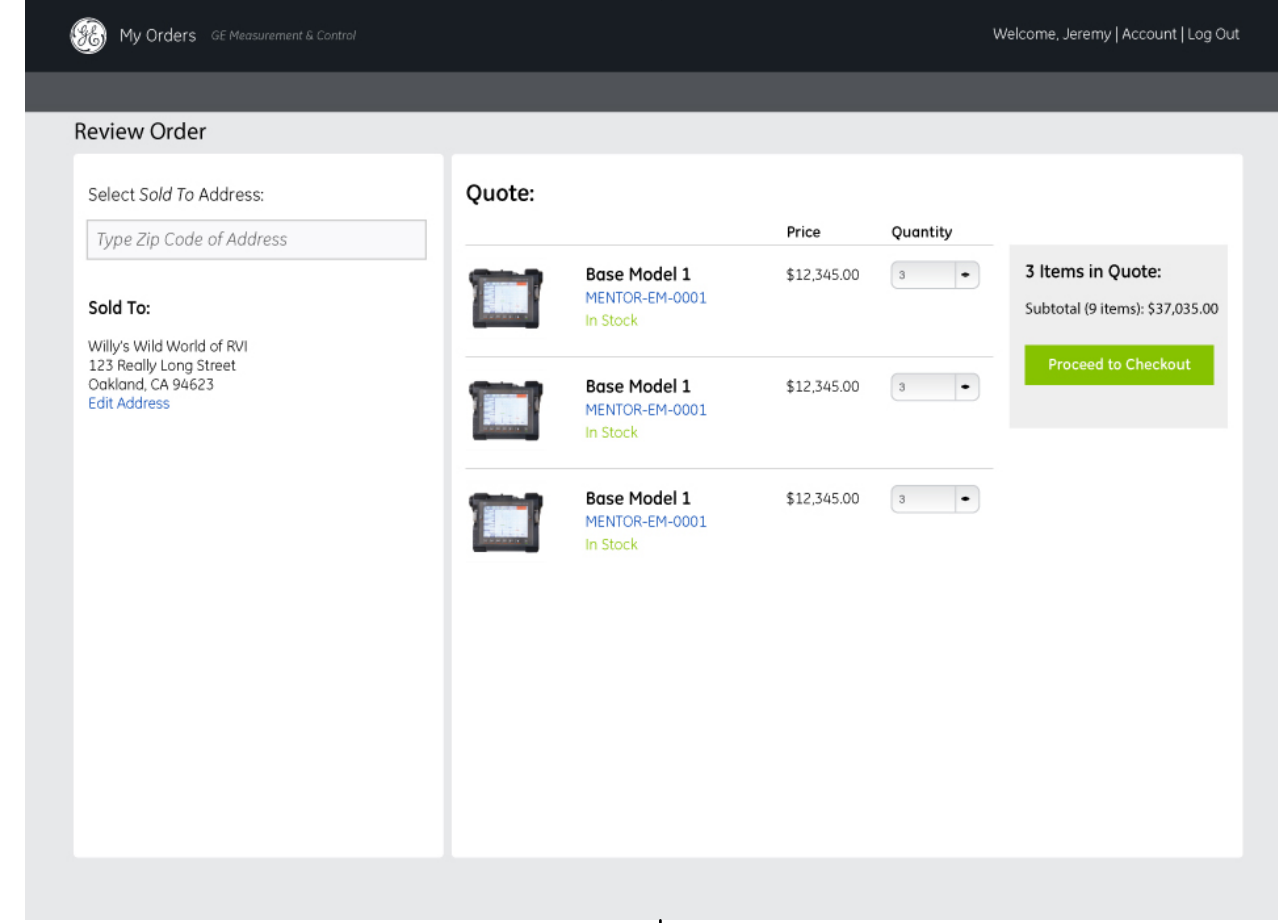 My Orders GE Measurement & Control
Welcome, Jeremy | Account | Log Out
Review Order
Select Sold To Address:
Type Zip Code of Address
Sold To:
Willy's Wild World of RVI
123 Really Long Street
Oakland, CA 94623
Edit Address
Quote:
Price Quantity
Base Model 1 $12,345.00 3
MENTOR-EM-0001
In Stock
Base Model 1 $12,345.00 3
MENTOR-EM-0001
In Stock
Base Model 1 $12,345.00 3
MENTOR-EM-0001
In Stock
3 Items in Quote:
Subtotal (9 items): $37,035.00
Proceed to Checkout